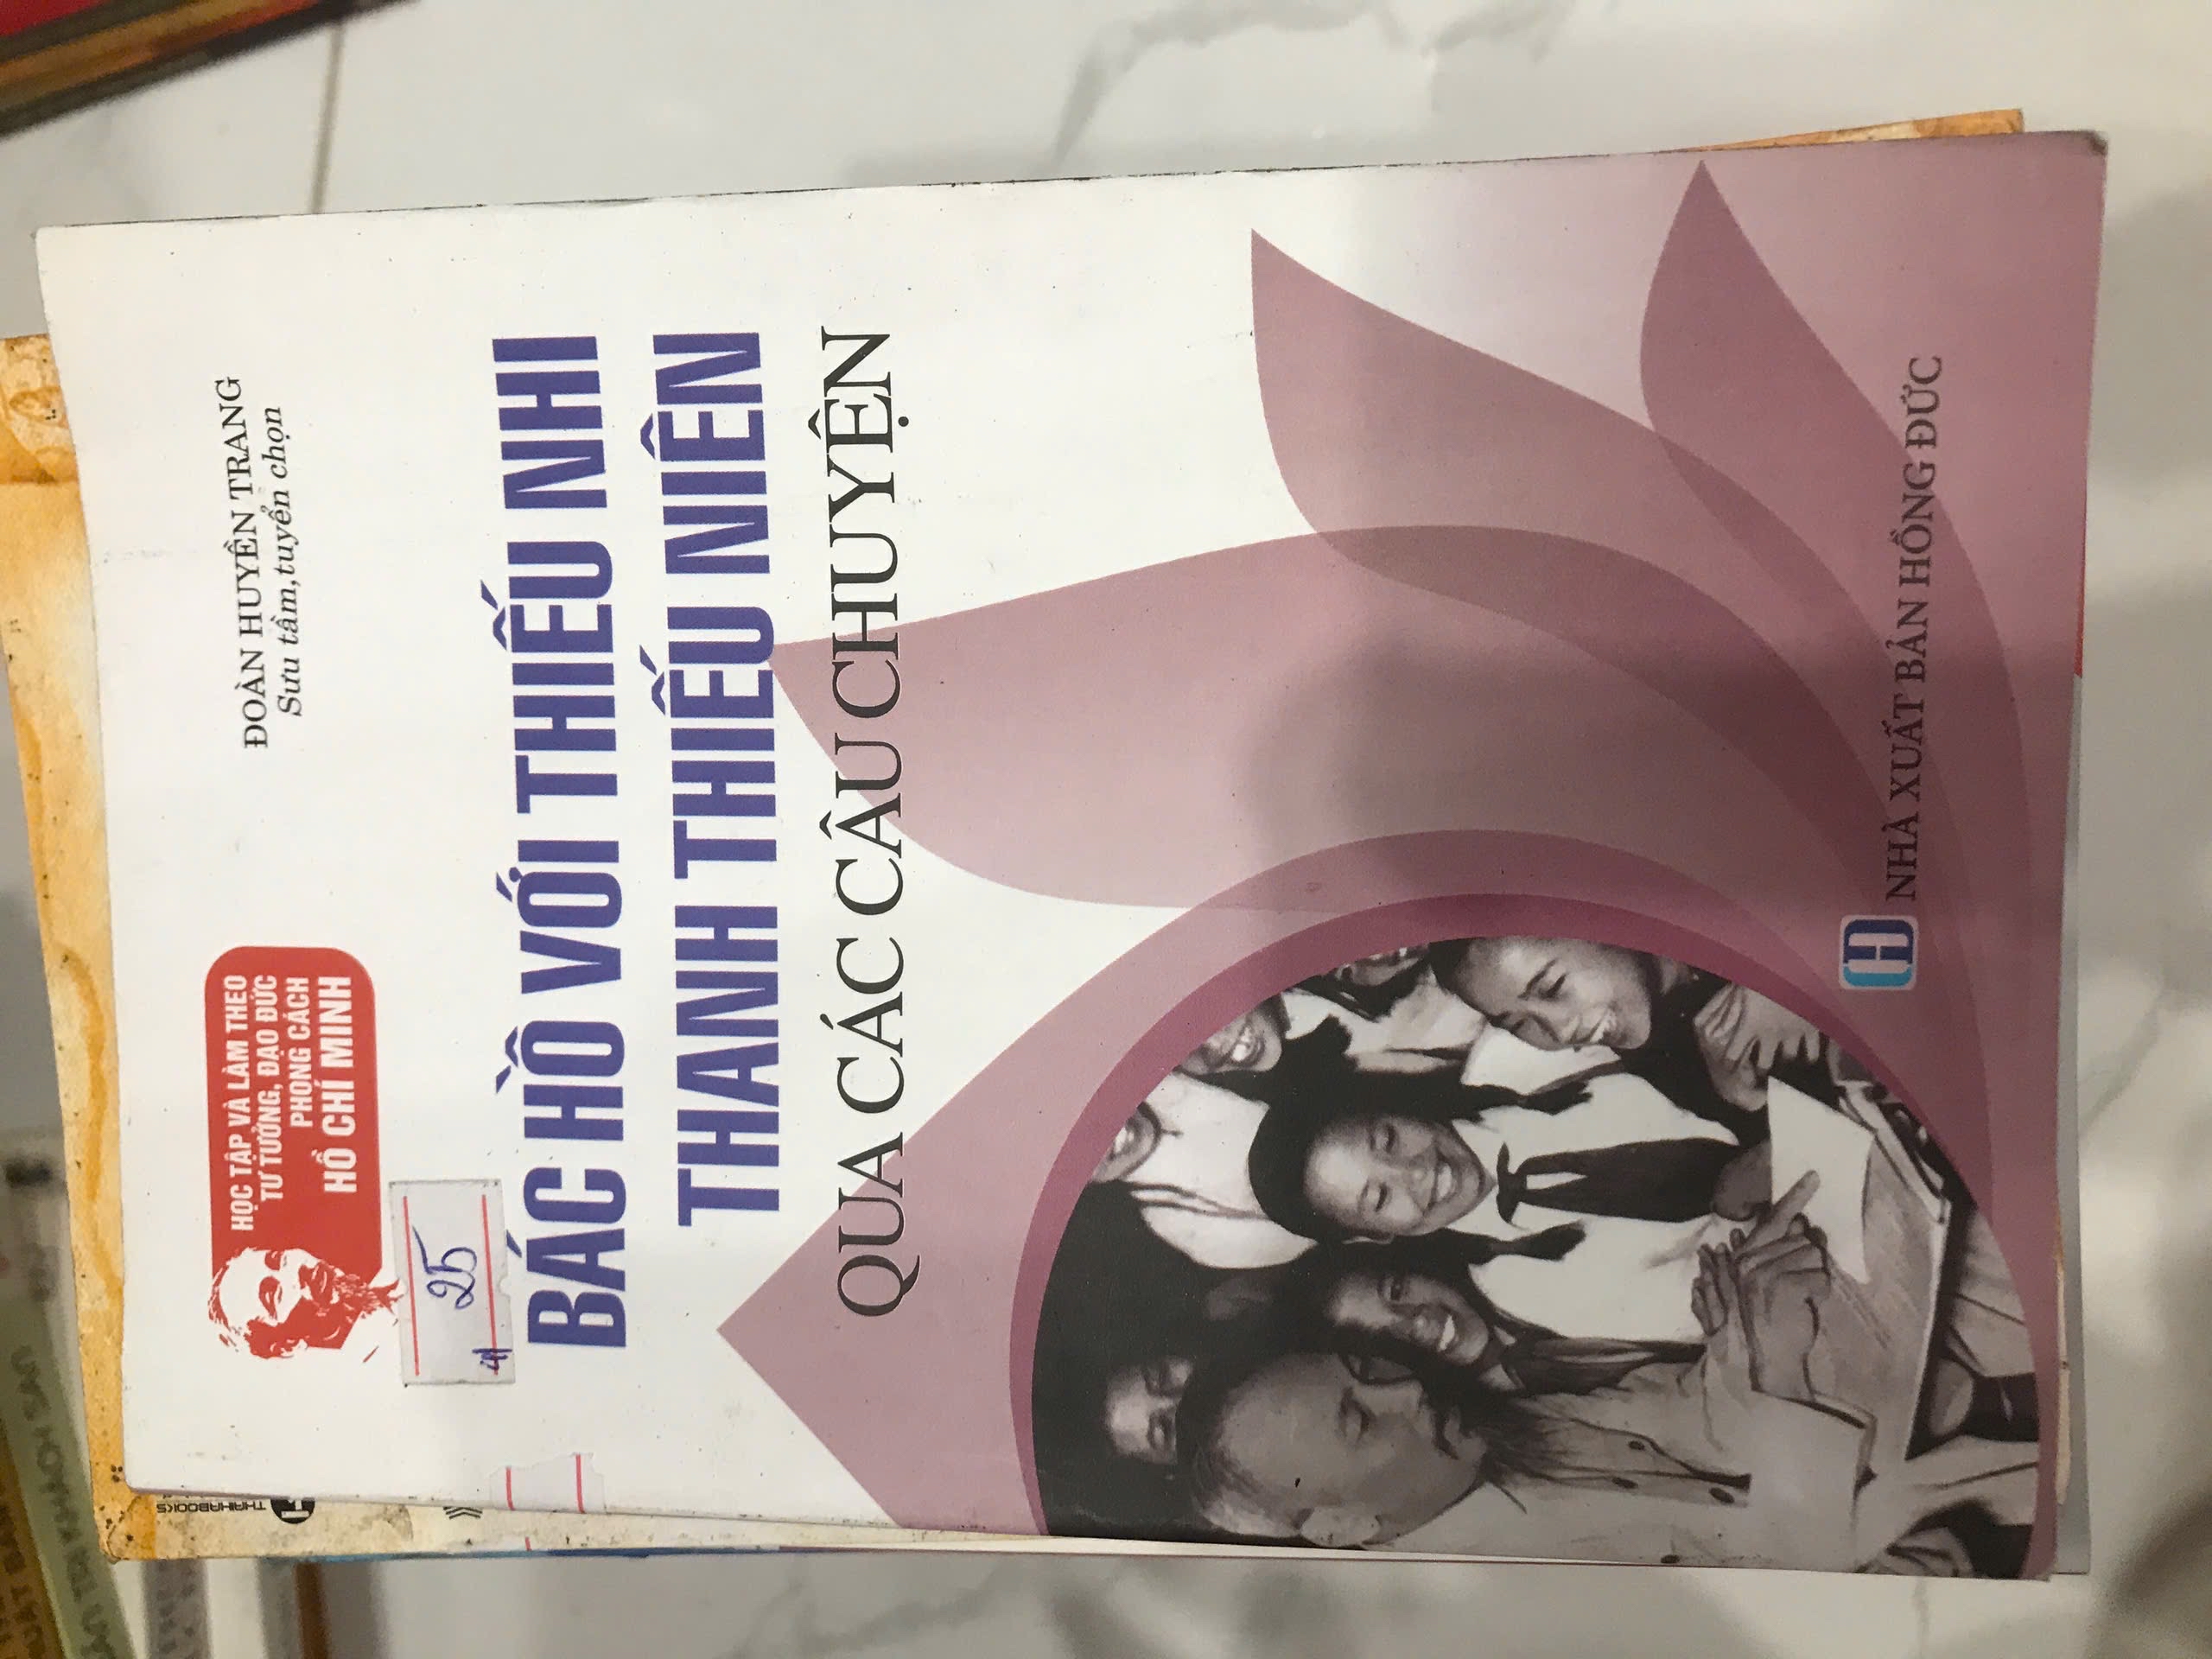 HỌC TẬP VÀ LÀM THEO
TƯ TƯỞNG, ĐẠO ĐỨC
PHONG CÁCH
HỒ CHÍ MINH
ĐOÀN HUYỀN TRANG
Sưu tầm,tuyển chọn
25
BÁC HỒ VỚI THIẾU NHI
THANH THIẾU NIÊN
QUA CÁC CÂU CHUYỆN
NHÀ XUẤT BẢN HỒNG ĐỨC
THAIHABOOKS